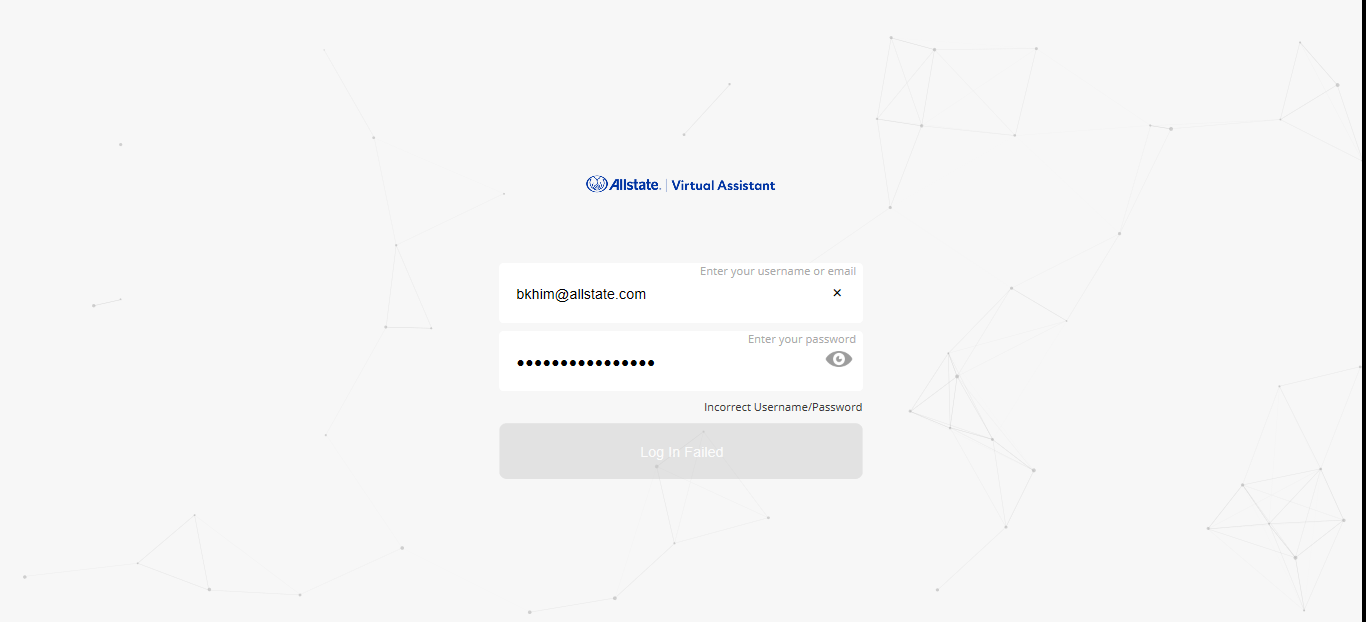 Allstate. | Virtual Assistant
Enter your username or email
bkhim@allstate.com ×
Enter your password
••••••••••••••••
Incorrect Username/Password
Log In Failed